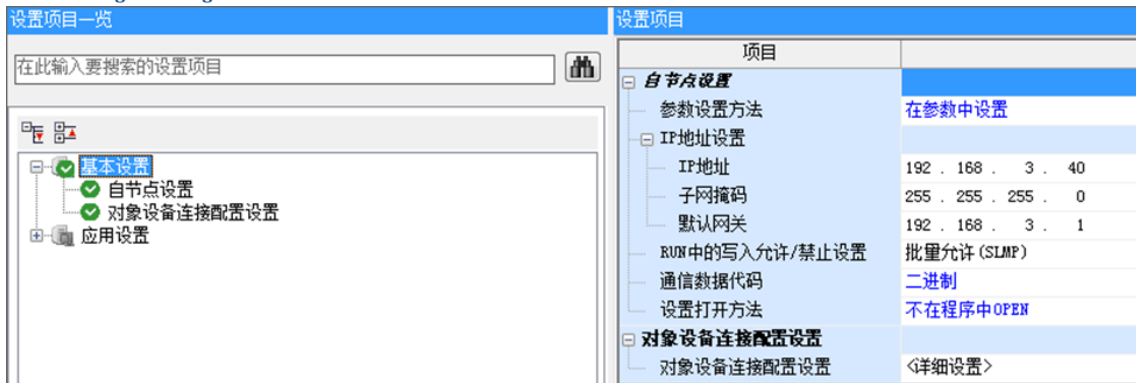 设置项目一览
在此输入要搜索的设置项目
基本设置
自节点设置
对象设备连接配置设置
应用设置
设置项目
项目
自节点设置
参数设置方法 在参数中设置
IP地址设置
IP地址 192 . 168 . 3 . 40
子网掩码 255 . 255 . 255 . 0
默认网关 192 . 168 . 3 . 1
RUN中的写入允许/禁止设置 批量允许(SLMP)
通信数据代码 二进制
设置打开方法 不在程序中OPEN
对象设备连接配置设置
对象设备连接配置设置 <详细设置>